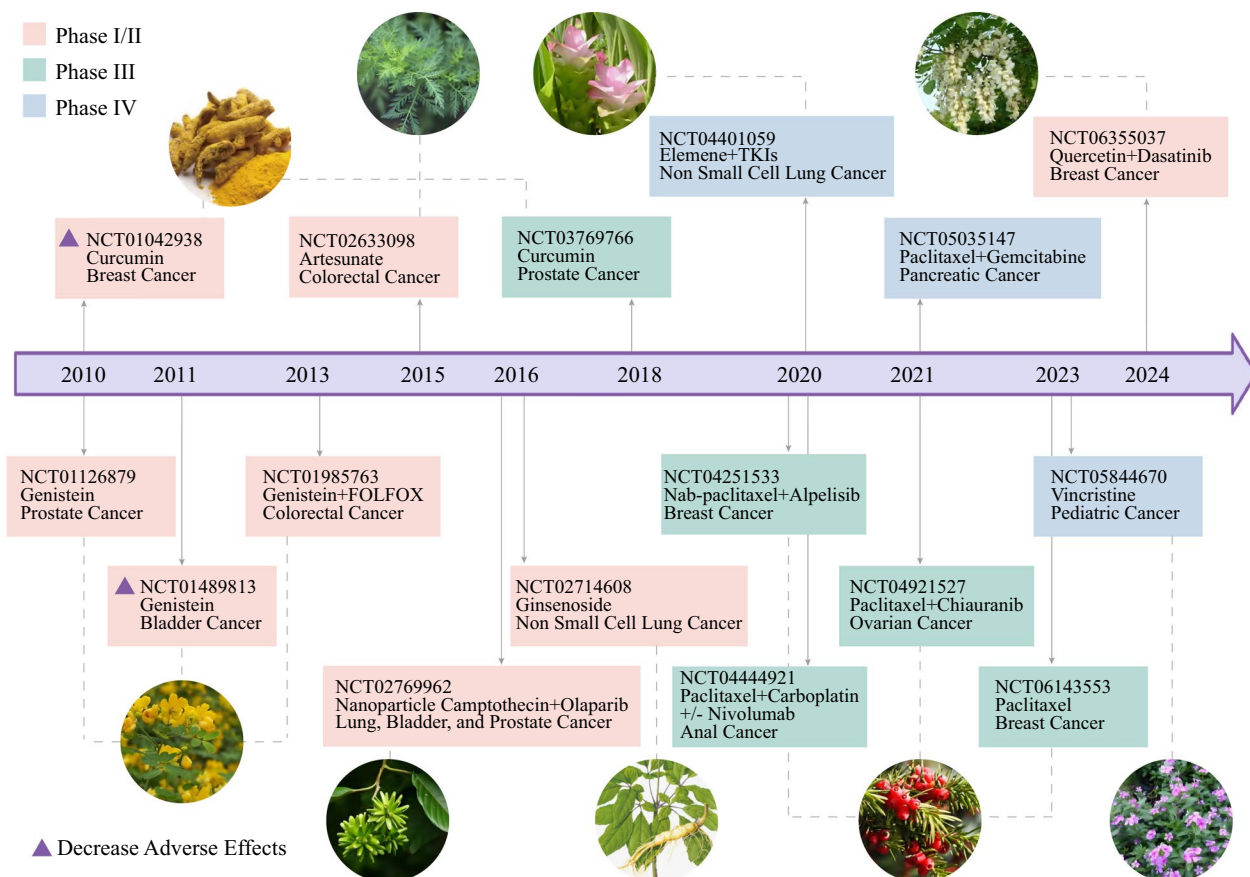 Phase I/II
Phase III
Phase IV
NCT04401059
Elemene+TKIs
Non Small Cell Lung Cancer
NCT06355037
Quercetin+Dasatinib
Breast Cancer
NCT01042938
Curcumin
Breast Cancer
NCT02633098
Artesunate
Colorectal Cancer
NCT03769766
Curcumin
Prostate Cancer
NCT05035147
Paclitaxel+Gemcitabine
Pancreatic Cancer
2010 2011 2013 2015 2016 2018 2020 2021 2023 2024
NCT01126879
Genistein
Prostate Cancer
NCT01985763
Genistein+FOLFOX
Colorectal Cancer
NCT04251533
Nab-paclitaxel+Alpelisib
Breast Cancer
NCT05844670
Vincristine
Pediatric Cancer
NCT01489813
Genistein
Bladder Cancer
NCT02714608
Ginsenoside
Non Small Cell Lung Cancer
NCT04921527
Paclitaxel+Chiauranib
Ovarian Cancer
NCT02769962
Nanoparticle Camptothecin+Olaparib
Lung, Bladder, and Prostate Cancer
NCT04444921
Paclitaxel+Carboplatin
+/- Nivolumab
Anal Cancer
NCT06143553
Paclitaxel
Breast Cancer
Decrease Adverse Effects